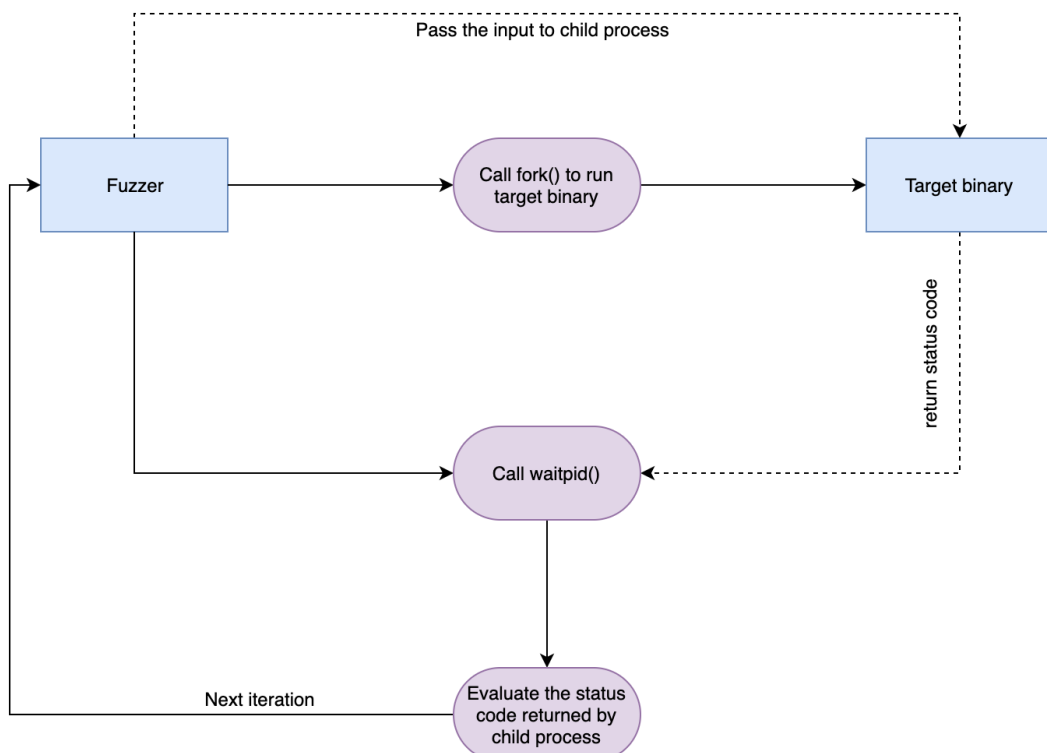 Pass the input to child process
Fuzzer
Call fork() to run
target binary
Target binary
return status code
Call waitpid()
Next iteration
Evaluate the status
code returned by
child process